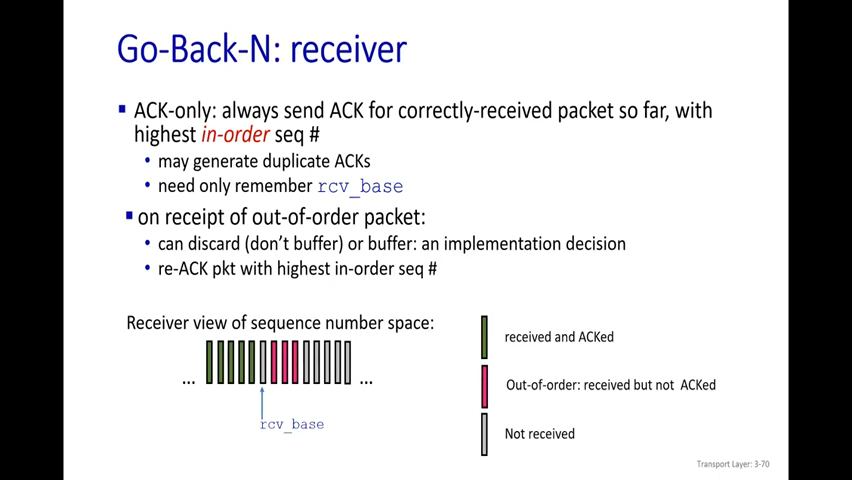 Go-Back-N: receiver
▪ ACK-only: always send ACK for correctly-received packet so far, with
highest in-order seq #
• may generate duplicate ACKs
• need only remember rcv_base
▪ on receipt of out-of-order packet:
• can discard (don’t buffer) or buffer: an implementation decision
• re-ACK pkt with highest in-order seq #
Receiver view of sequence number space:
... ...
rcv_base
received and ACKed
Out-of-order: received but not ACKed
Not received
Transport Layer: 3-70